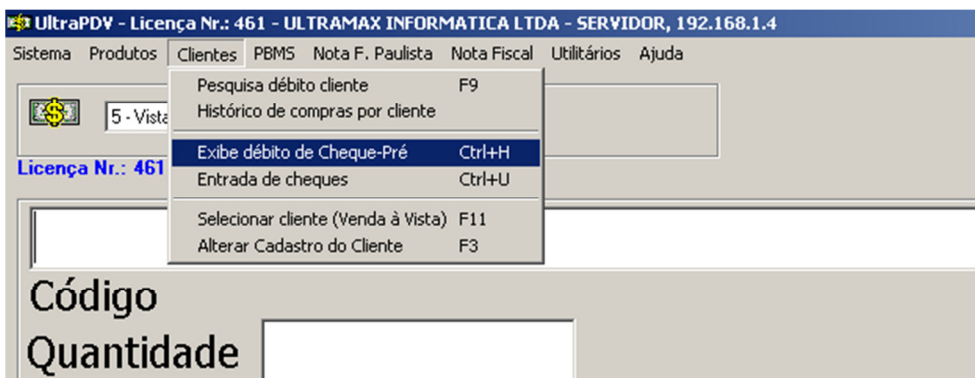 UltraPDV - Licença Nr.: 461 - ULTRAMAX INFORMATICA LTDA - SERVIDOR, 192.168.1.4
Sistema Produtos Clientes PBMS Nota F. Paulista Nota Fiscal Utilitários Ajuda
Pesquisa débito cliente F9
Histórico de compras por cliente
5 - Vista
Exibe débito de Cheque-Pré Ctrl+H
Licença Nr.: 461
Entrada de cheques Ctrl+U
Selecionar cliente (Venda à Vista) F11
Alterar Cadastro do Cliente F3
Código
Quantidade